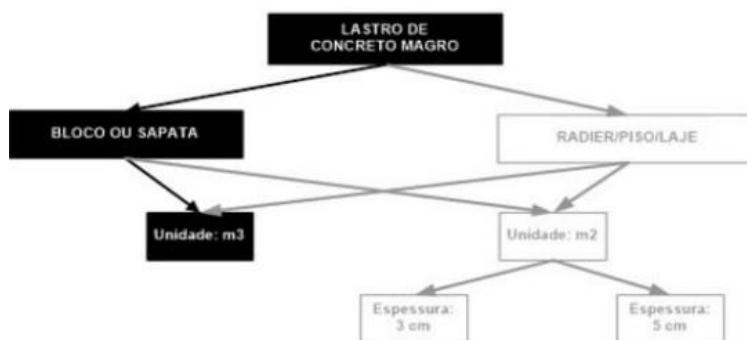 LASTRO DE
CONCRETO MAGRO
BLOCO OU SAPATA
RADIER/PISO/LAJE
Unidade: m3
Unidade: m2
Espessura:
3 cm
Espessura:
5 cm